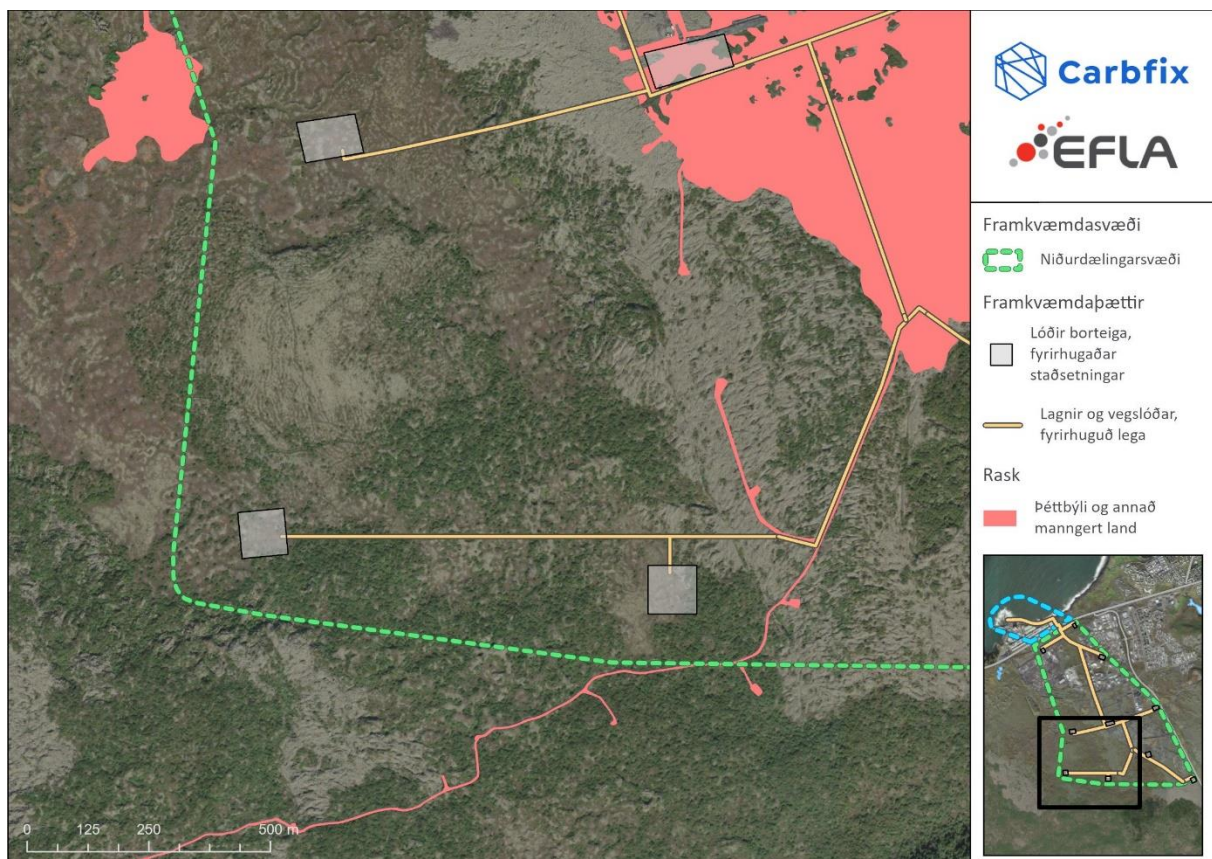 Carbfix
EFLA
Framkvæmdasvæði
Niðurdælingarsvæði
Framkvæmdaþættir
Lóðir borteiga,
fyrirhugaðar
staðsetningar
Lagnir og vegslóðar,
fyrirhuguð lega
Rask
Þéttbýli og annað
manngert land
0 125 250 500 m